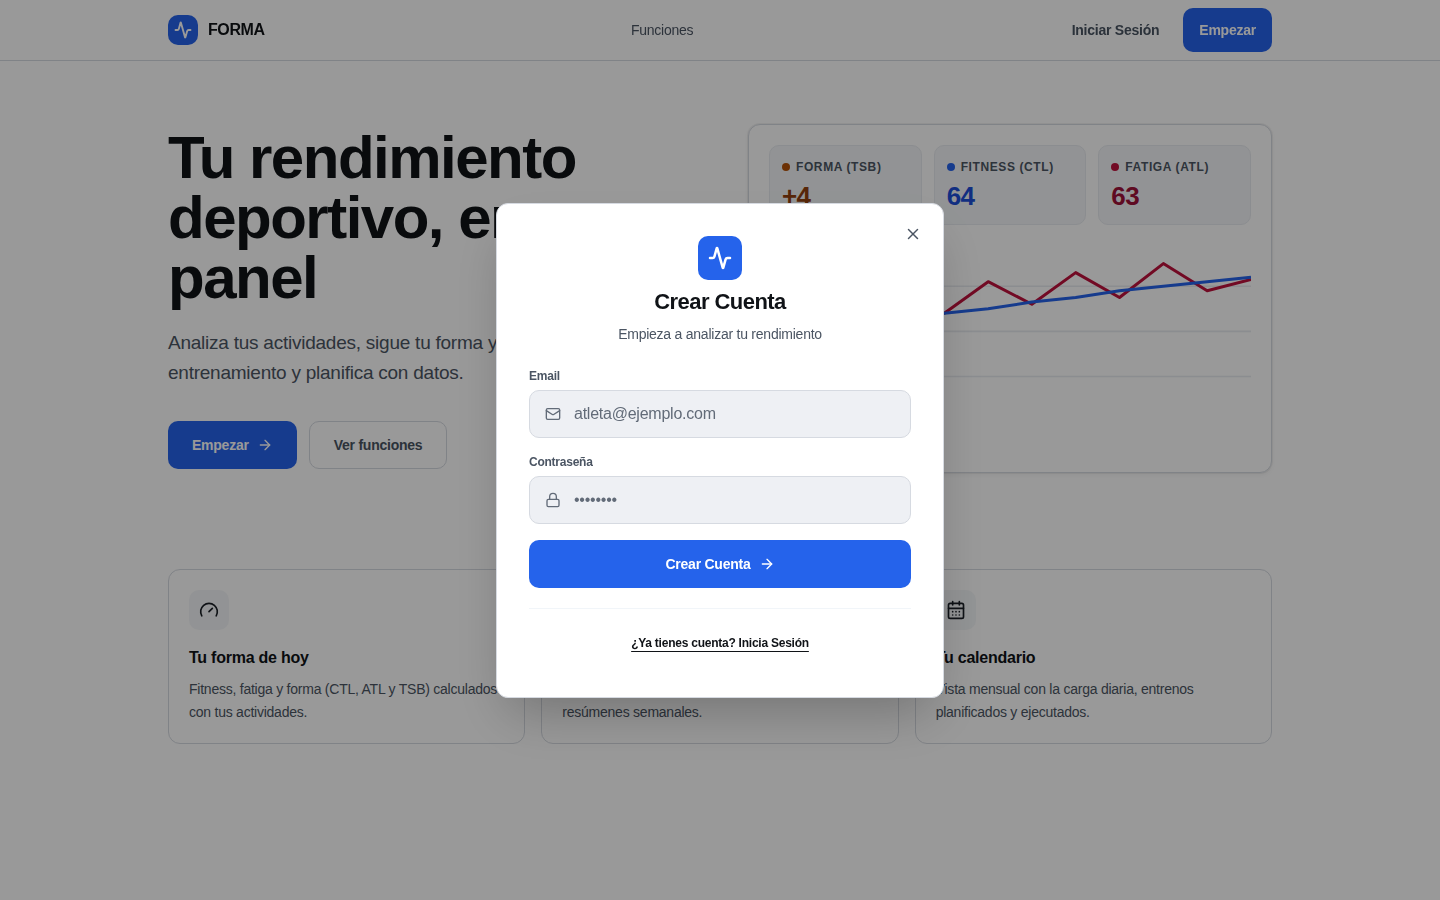 FORMA
Funciones
Iniciar Sesión
Empezar
Tu rendimiento
deportivo, en
panel
Analiza tus actividades, sigue tu forma y
entrenamiento y planifica con datos.
Empezar
Ver funciones
FORMA (TSB)
+4
FITNESS (CTL)
64
FATIGA (ATL)
63
Crear Cuenta
Empieza a analizar tu rendimiento
Email
atleta@ejemplo.com
Contraseña
••••••••
Crear Cuenta
¿Ya tienes cuenta? Inicia Sesión
Tu forma de hoy
Fitness, fatiga y forma (CTL, ATL y TSB) calculados
con tus actividades.
resúmenes semanales.
Tu calendario
Vista mensual con la carga diaria, entrenos
planificados y ejecutados.